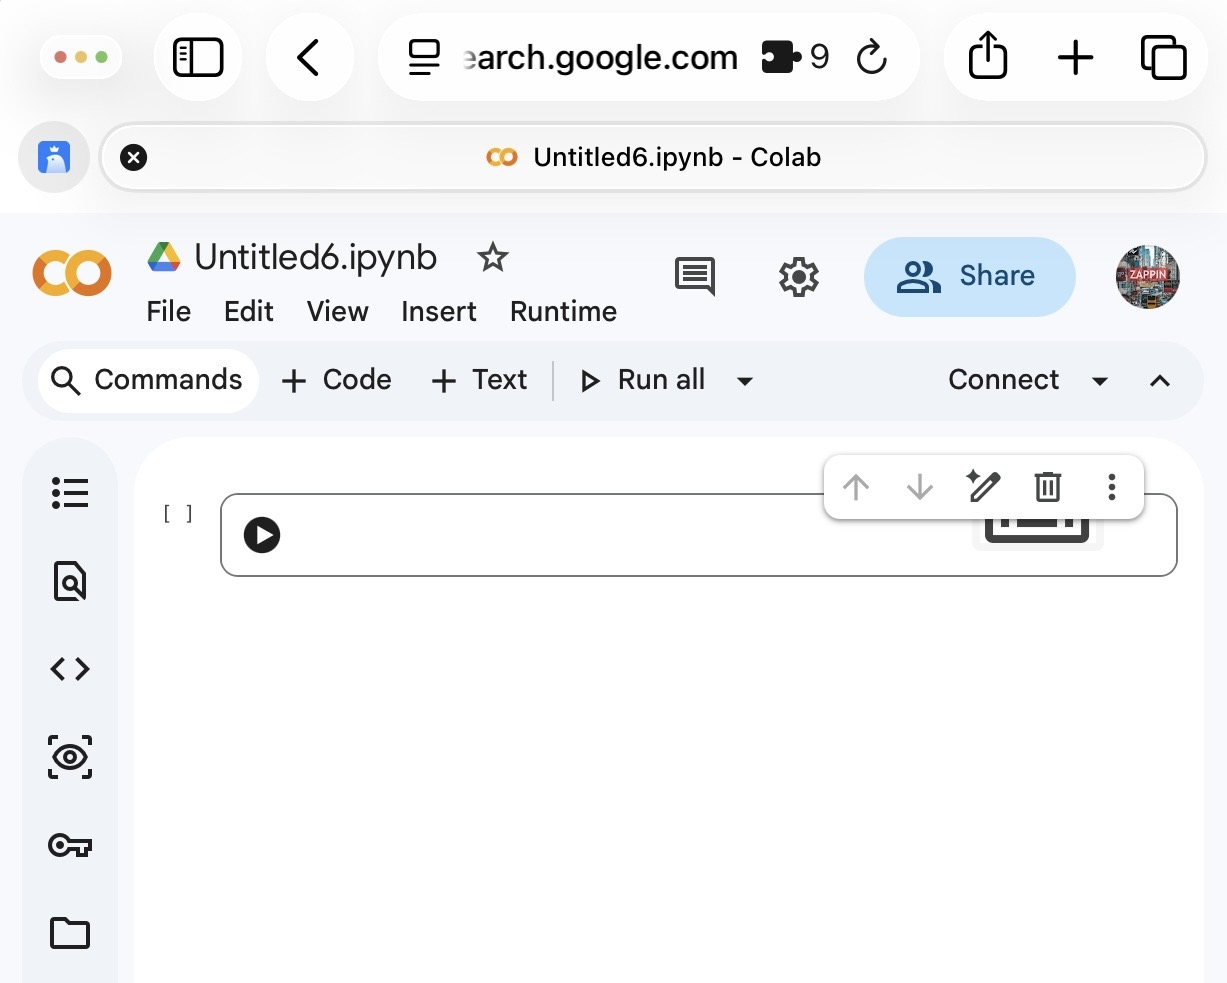 earch.google.com 9
Untitled6.ipynb - Colab
Untitled6.ipynb
Share
ZAPPIN
File Edit View Insert Runtime
Commands + Code + Text Run all Connect
[ ]